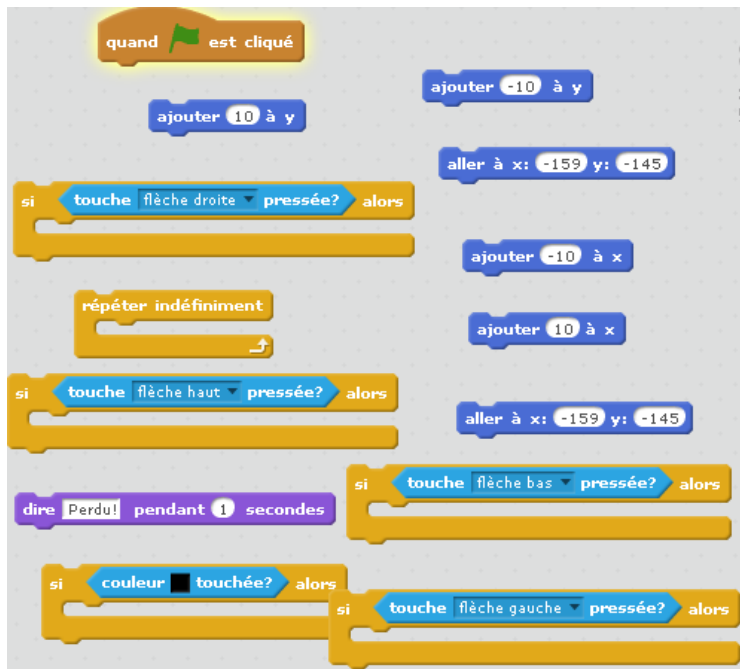 quand est cliqué
ajouter -10 à y
ajouter 10 à y
aller à x: -159 y: -145
si touche flèche droite pressée? alors
ajouter -10 à x
répéter indéfiniment
ajouter 10 à x
si touche flèche haut pressée? alors
aller à x: -159 y: -145
si touche flèche bas pressée? alors
dire Perdu! pendant 1 secondes
si couleur touchée? alors
si touche flèche gauche pressée? alors